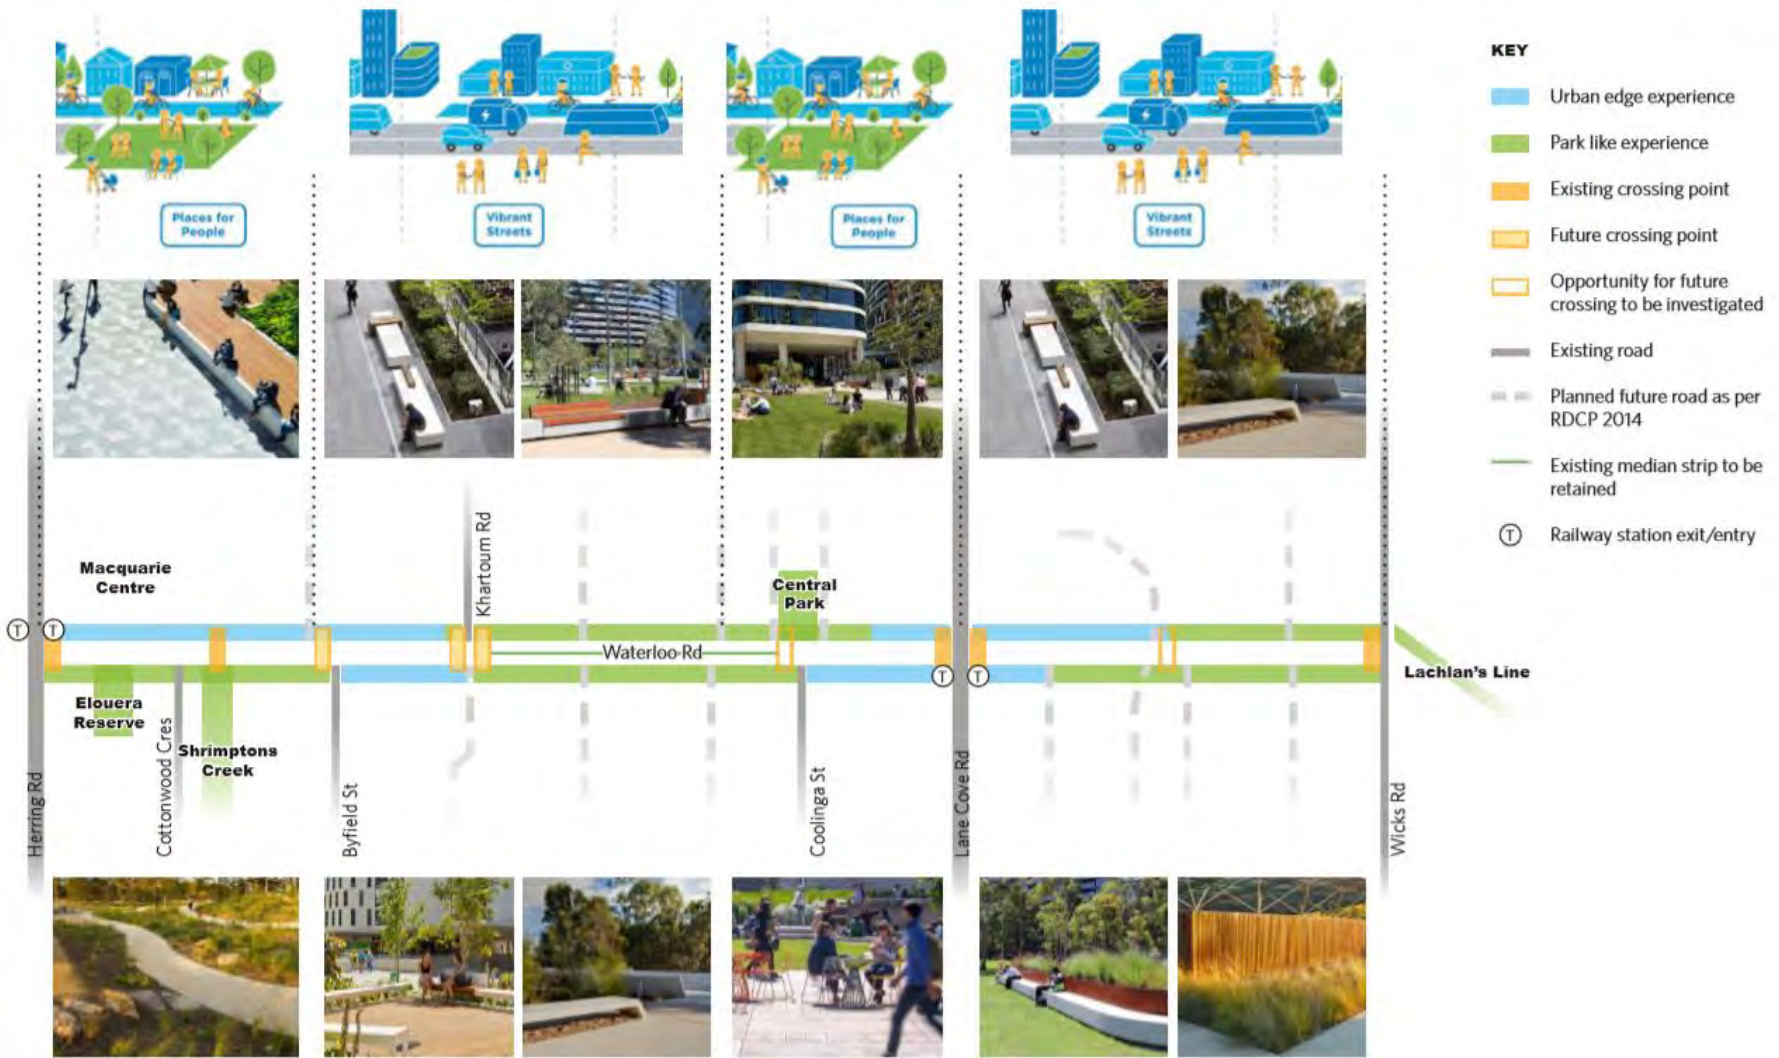 Places for
People
Vibrant
Streets
Places for
People
Vibrant
Streets
KEY
Urban edge experience
Park like experience
Existing crossing point
Future crossing point
Opportunity for future
crossing to be investigated
Existing road
Planned future road as per
RDCP 2014
Existing median strip to be
retained
T
Railway station exit/entry
Macquarie
Centre
Khartoum Rd
Central
Park
T
T
Waterloo Rd
T
T
Lachlan's Line
Elouera
Reserve
Shrimptons
Creek
Herring Rd
Cottonwood Cres
Byfield St
Coolinga St
Lane Cove Rd
Wicks Rd